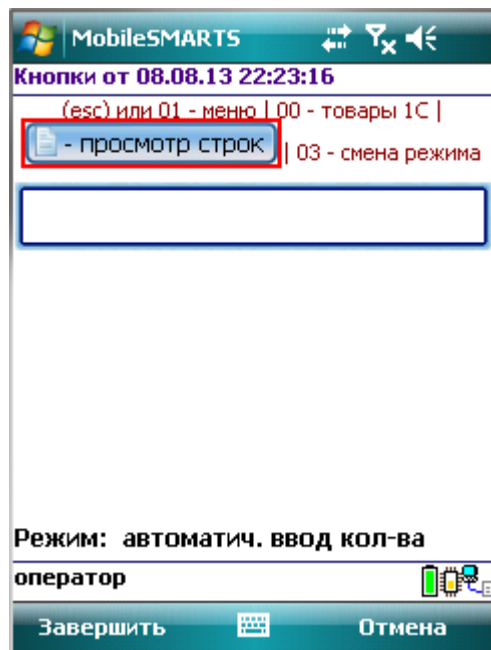 MobileSMARTS
Кнопки от 08.08.13 22:23:16
(esc) или 01 - меню | 00 - товары 1С |
- просмотр строк | 03 - смена режима
Режим: автоматич. ввод кол-ва
оператор
Завершить Отмена